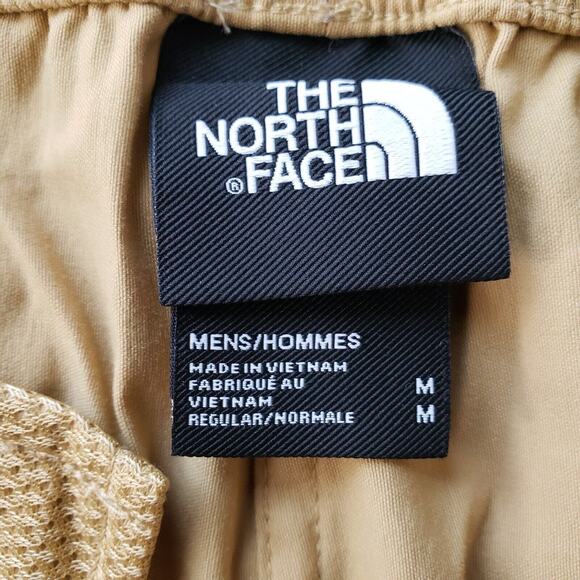 THE
NORTH
® FACE
MENS/HOMMES
MADE IN VIETNAM
FABRIQUÉ AU M
VIETNAM
REGULAR/NORMALE M